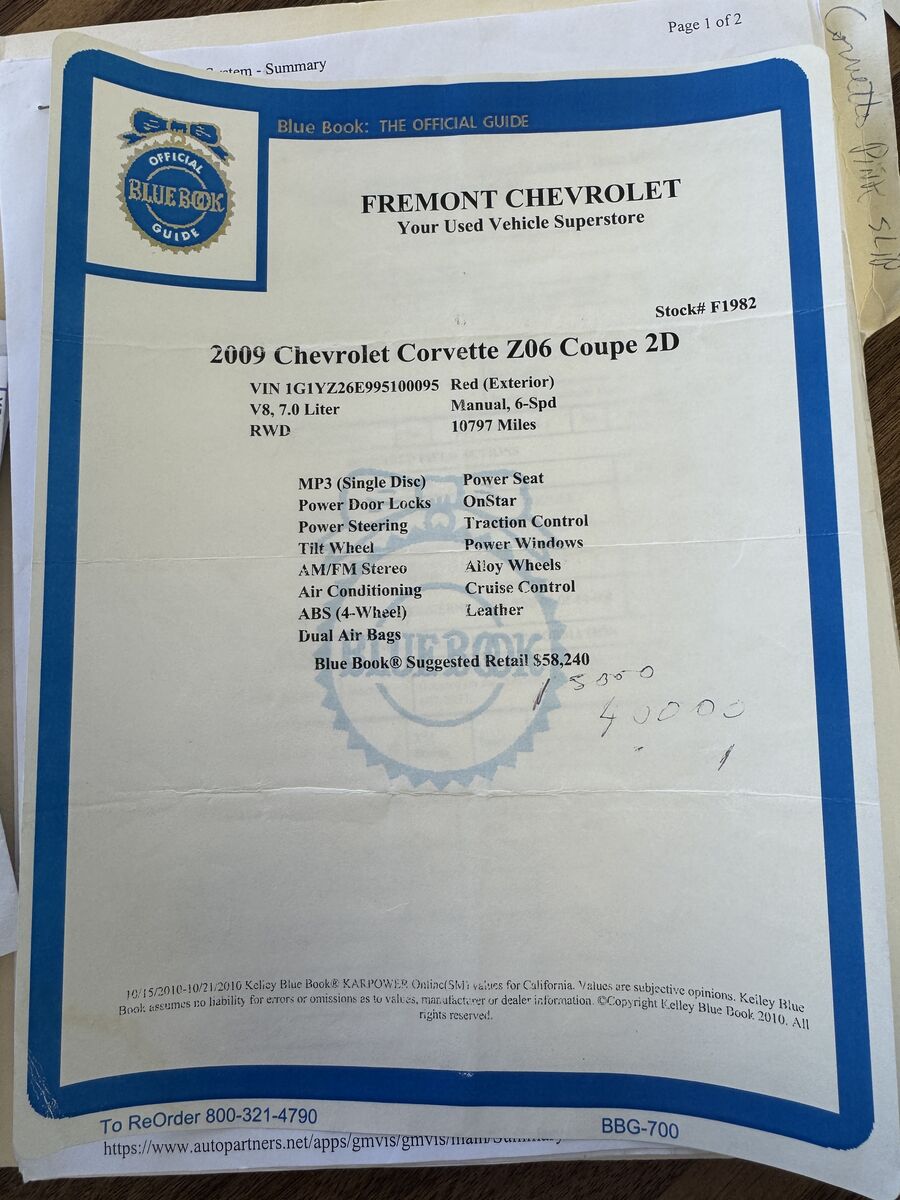 Page 1 of 2
- Summary
Corvette Pink Slip
Blue Book: THE OFFICIAL GUIDE
OFFICIAL
BLUE BOOK
GUIDE
FREMONT CHEVROLET
Your Used Vehicle Superstore
Stock# F1982
2009 Chevrolet Corvette Z06 Coupe 2D
VIN 1G1YZ26E995100095 Red (Exterior)
V8, 7.0 Liter Manual, 6-Spd
RWD 10797 Miles
MP3 (Single Disc) Power Seat
Power Door Locks OnStar
Power Steering Traction Control
Tilt Wheel Power Windows
AM/FM Stereo Alloy Wheels
Air Conditioning Cruise Control
ABS (4-Wheel) Leather
Dual Air Bags
BLUE BOOK
Blue Book® Suggested Retail $58,240
40000
10/15/2010-10/21/2010 Kelley Blue Book® KARPOWER Online(SM) values for California. Values are subjective opinions. Kelley Blue
Book assumes no liability for errors or omissions as to values, manufacturer or dealer information. ©Copyright Kelley Blue Book 2010. All
rights reserved.
To ReOrder 800-321-4790 BBG-700
https://www.autopartners.net/apps/gmvis/gmvis/